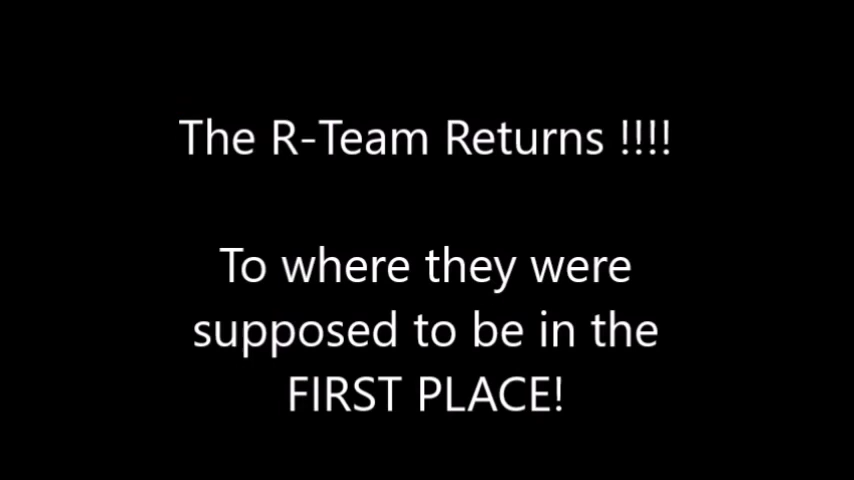 The R-Team Returns !!!!
To where they were
supposed to be in the
FIRST PLACE!